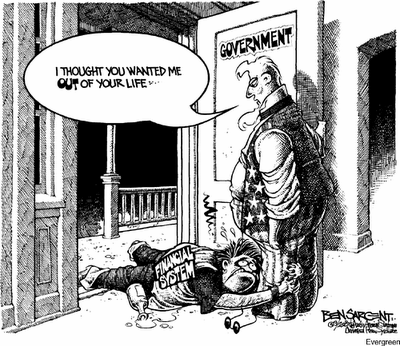 GOVERNMENT
I THOUGHT YOU WANTED ME
OUT OF YOUR LIFE...
FINANCIAL
SYSTEM
BEN SARGENT
Evergreen